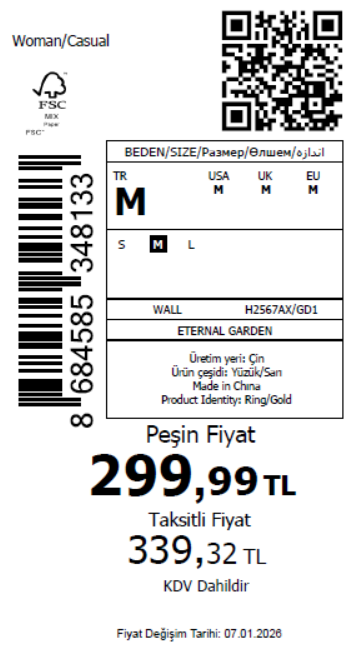 Woman/Casual
FSC
MIX
Paper
FSC™
BEDEN/SIZE/Размер/Өлшем/اندازه
TR USA UK EU
M M M M
S M L
WALL H2567AX/GD1
ETERNAL GARDEN
Üretim yeri: Çin
Ürün çeşidi: Yüzük/Sarı
Made in China
Product Identity: Ring/Gold
8 684585 348133
Peşin Fiyat
299,99 TL
Taksitli Fiyat
339,32 TL
KDV Dahildir
Fiyat Değişim Tarihi: 07.01.2026